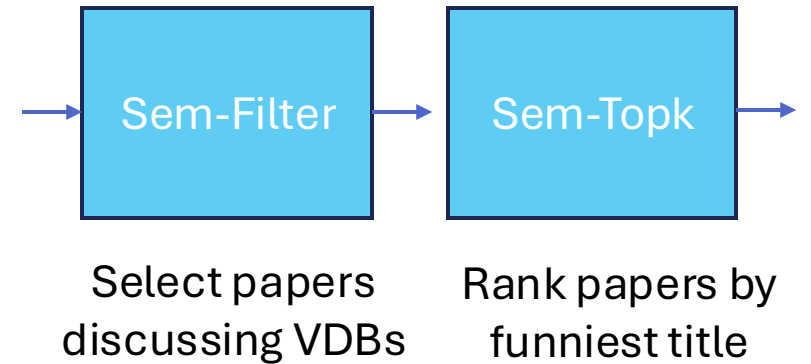 Sem-Filter
Sem-Topk
Select papers
discussing VDBs
Rank papers by
funniest title